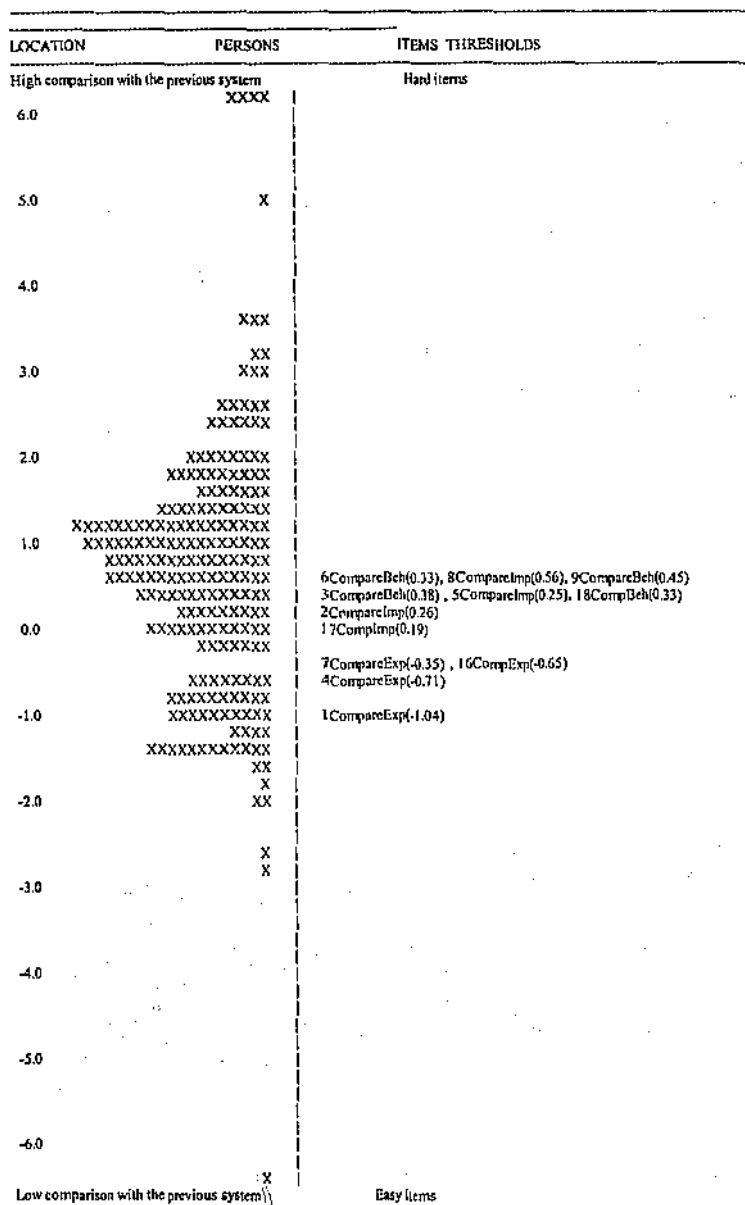 LOCATION PERSONS ITEMS THRESHOLDS
High comparison with the previous system Hard items
XXXX
6.0
5.0 X
4.0
XXX
XX
3.0 XXX
XXXXX
XXXXXX
2.0 XXXXXXXX
XXXXXXXXXX
XXXXXXX
XXXXXXXXXXX
XXXXXXXXXXXXXXXXXXX
1.0 XXXXXXXXXXXXXXXXXX
XXXXXXXXXXXXXXXX
XXXXXXXXXXXXXXXX 6CompareBeh(0.33), 8CompareImp(0.56), 9CompareBeh(0.45)
XXXXXXXXXXXXX 3CompareBeh(0.38) , 5CompareImp(0.25), 18CompBeh(0.33)
XXXXXXXXX 2CompareImp(0.26)
0.0 XXXXXXXXXXXX 17CompImp(0.19)
XXXXXXX
7CompareExp(-0.35) , 16CompExp(-0.65)
XXXXXXXX 4CompareExp(-0.71)
XXXXXXXXXX
-1.0 XXXXXXXXXX 1CompareExp(-1.04)
XXXX
XXXXXXXXXXXX
XX
X
-2.0 XX
X
X
-3.0
-4.0
-5.0
-6.0
X
Low comparison with the previous system\\ Easy items